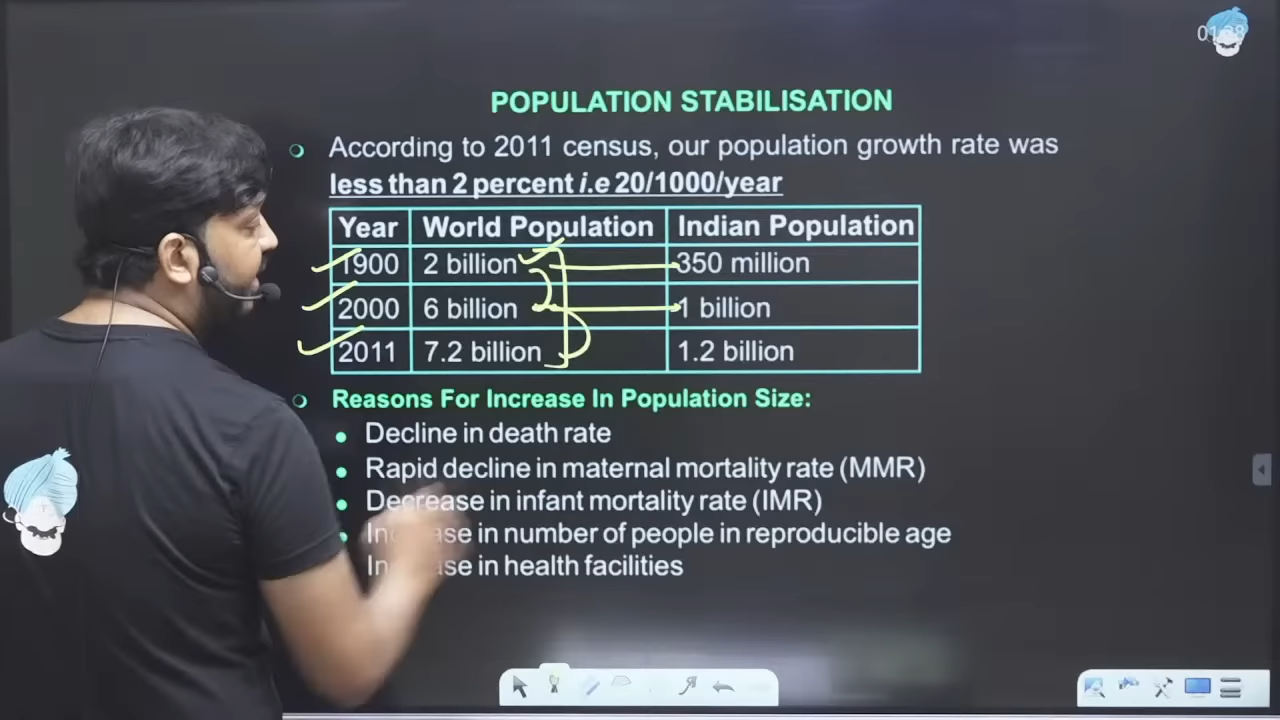 POPULATION STABILISATION
According to 2011 census, our population growth rate was
less than 2 percent i.e 20/1000/year
Year World Population Indian Population
1900 2 billion 350 million
2000 6 billion 1 billion
2011 7.2 billion 1.2 billion
Reasons For Increase In Population Size:
Decline in death rate
Rapid decline in maternal mortality rate (MMR)
Decrease in infant mortality rate (IMR)
Increase in number of people in reproducible age
Increase in health facilities